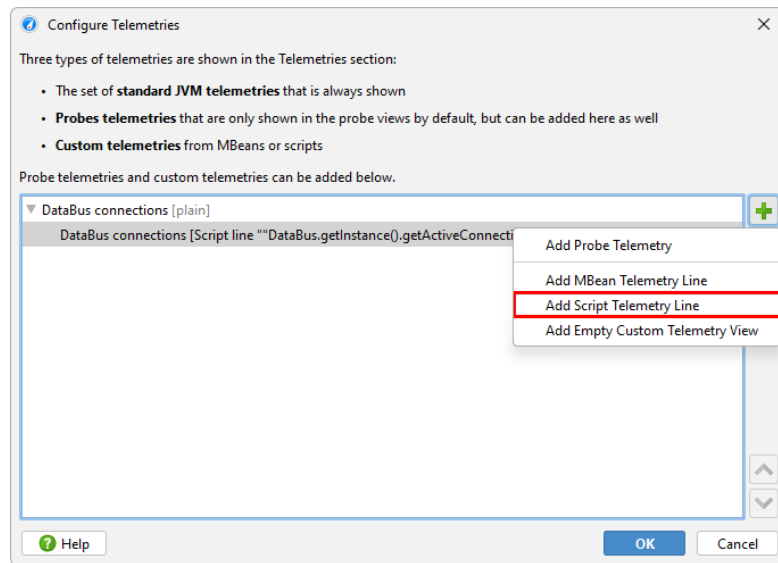 Configure Telemetries
Three types of telemetries are shown in the Telemetries section:
• The set of standard JVM telemetries that is always shown
• Probes telemetries that are only shown in the probe views by default, but can be added here as well
• Custom telemetries from MBeans or scripts
Probe telemetries and custom telemetries can be added below.
DataBus connections [plain]
DataBus connections [Script line ""DataBus.getInstance().getActiveConnecti
Add Probe Telemetry
Add MBean Telemetry Line
Add Script Telemetry Line
Add Empty Custom Telemetry View
Help
OK
Cancel